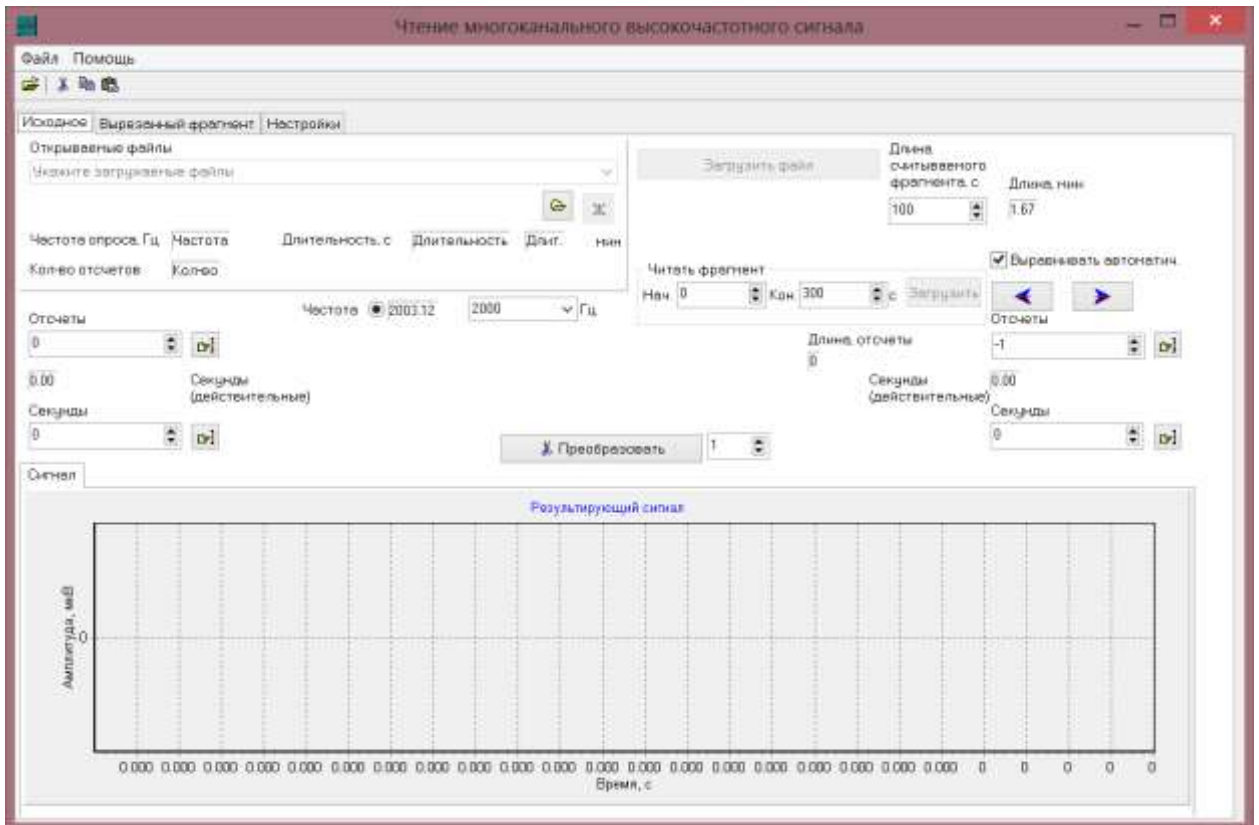 Чтение многоканального высокочастотного сигнала
Файл Помощь
Исходное Вырезанный фрагмент Настройки
Открываемые файлы
Укажите загружаемые файлы
Загрузить файл
Длина считываемого фрагмента, с
100
Длина, мин
1.67
Частота опроса, Гц Частота Длительность, с Длительность Длит. мин
Кол-во отсчетов Кол-во
Читать фрагмент
Нач. 0 Кон. 300 с Загрузить
Выравнивать автоматич.
Частота 2003.12 2000 Гц
Отсчеты
0
0.00 Секунды (действительные)
Секунды
0
Длина, отсчеты
0
Отсчеты
-1
Секунды (действительные) 0.00
Секунды
0
Преобразовать 1
Сигнал
Результирующий сигнал
Амплитуда, мкВ
0
0.000 0.000 0.000 0.000 0.000 0.000 0.000 0.000 0.000 0.000 0.000 0.000 0.000 0.000 0.000 0.000 0.000 0.000 0.000 0.000 0 0 0 0 0
Время, с